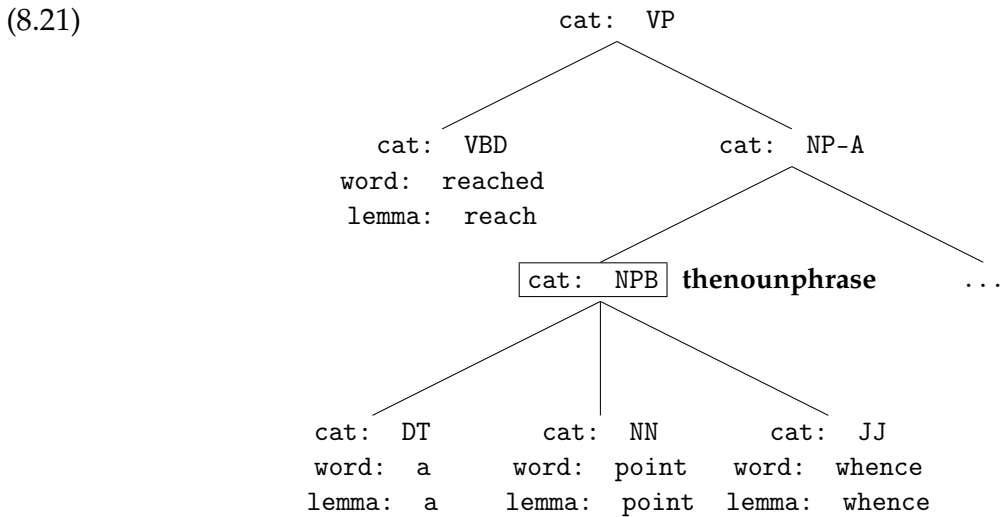 (8.21)
cat: VP
cat: VBD cat: NP-A
word: reached
lemma: reach
cat: NPB thenounphrase ...
cat: DT cat: NN cat: JJ
word: a word: point word: whence
lemma: a lemma: point lemma: whence